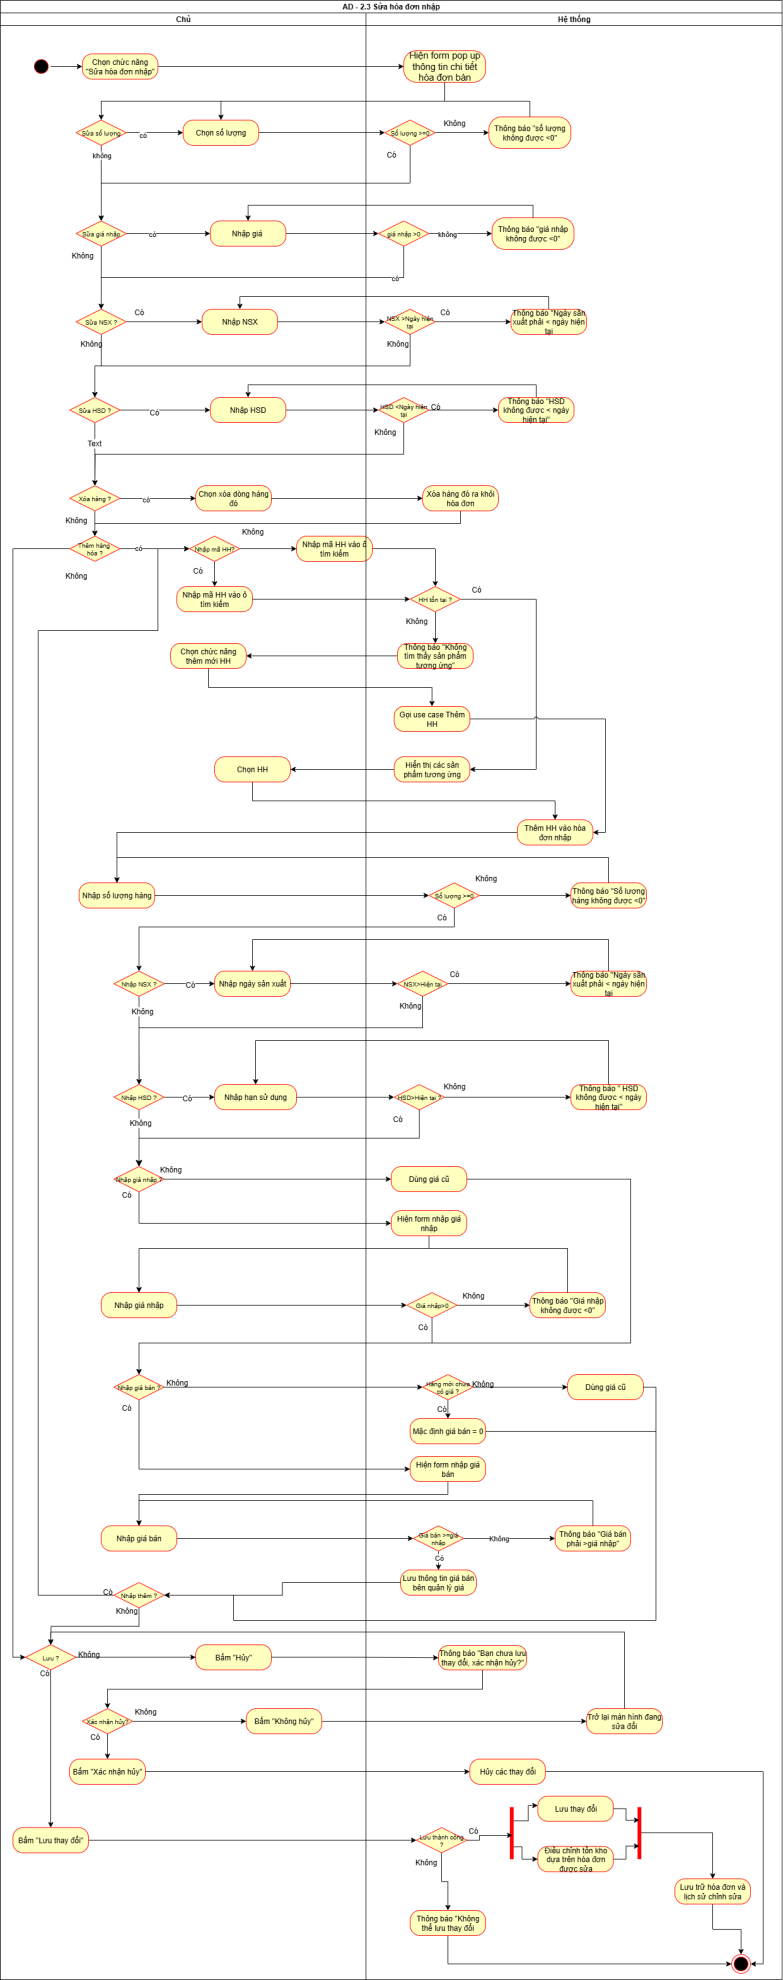 AD - 2.3 Sửa hóa đơn nhập
Chủ
Hệ thống
Chọn chức năng
"Sửa hóa đơn nhập"
Hiện form pop up
thông tin chi tiết
hóa đơn bán
Sửa số lượng
có
Chọn số lượng
Số lượng >=0
Không
Thông báo "số lượng
không được <0"
không
Có
Sửa giá nhập
có
Nhập giá
giá nhập >0
không
Thông báo "giá nhập
không được <0"
Không
có
Sửa NSX ?
Có
Nhập NSX
NSX >Ngày hiện
tại
Có
Thông báo "Ngày sản
xuất phải < ngày hiện
tại
Không
Không
Sửa HSD ?
Có
Nhâp HSD
HSD <Ngày hiện
tại
Có
Thông báo "HSD
không được < ngày
hiện tại"
Không
Text
Xóa hàng ?
có
Chọn xóa dòng hàng
đó
Xóa hàng đó ra khỏi
hóa đơn
Không
Thêm hàng
hóa ?
có
Nhập mã HH?
Không
Nhập mã HH vào ô
tìm kiếm
Không
Có
Nhập mã HH vào ô
tìm kiếm
HH tồn tại ?
Có
Không
Chọn chức năng
thêm mới HH
Thông báo "Không
tìm thấy sản phẩm
tương ứng"
Gọi use case Thêm
HH
Chọn HH
Hiển thị các sản
phẩm tương ứng
Thêm HH vào hóa
đơn nhập
Nhập số lượng hàng
Số lượng >=0
Không
Thông báo "Số lượng
hàng không được <0"
Có
Nhập NSX ?
Có
Nhập ngày sản xuất
NSX>Hiện tại
Có
Thông báo "Ngày sản
xuất phải < ngày hiện
tại
Không
Không
Nhâp HSD ?
Có
Nhập hạn sử dụng
HSD>Hiện tại ?
Không
Thông báo " HSD
không được < ngày
hiện tại"
Không
Có
Nhập giá nhập ?
Không
Dùng giá cũ
Có
Hiện form nhập giá
nhập
Nhập giá nhập
Giá nhâp>0
Không
Thông báo "Giá nhập
không được <0"
Có
Nhập giá bán ?
Không
Hàng mới chưa
có giá ?
Không
Dùng giá cũ
Có
Có
Mặc định giá bán = 0
Hiện form nhập giá
bán
Nhập giá bán
Giá bán >=giá
nhập
Không
Thông báo "Giá bán
phải >giá nhập"
Có
Lưu thông tin giá bán
bên quản lý giá
Có
Nhập thêm ?
Không
Lưu ?
Không
Bấm "Hủy"
Thông báo "Bạn chưa lưu
thay đổi, xác nhận hủy?"
Có
Xác nhận hủy?
Không
Bấm "Không hủy"
Trở lại màn hình đang
sửa đổi
Có
Bấm "Xác nhận hủy"
Hủy các thay đổi
Bấm "Lưu thay đổi"
Lưu thành công
?
Có
Lưu thay đổi
Điều chỉnh tồn kho
dựa trên hóa đơn
được sửa
Không
Lưu trữ hóa đơn và
lịch sử chỉnh sửa
Thông báo "Không
thể lưu thay đổi